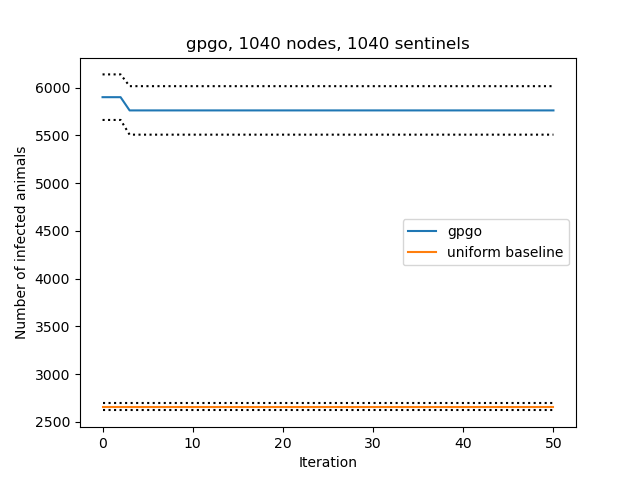 gpgo, 1040 nodes, 1040 sentinels
Number of infected animals
6000
5500
5000
4500
4000
3500
3000
2500
gpgo
uniform baseline
0 10 20 30 40 50
Iteration